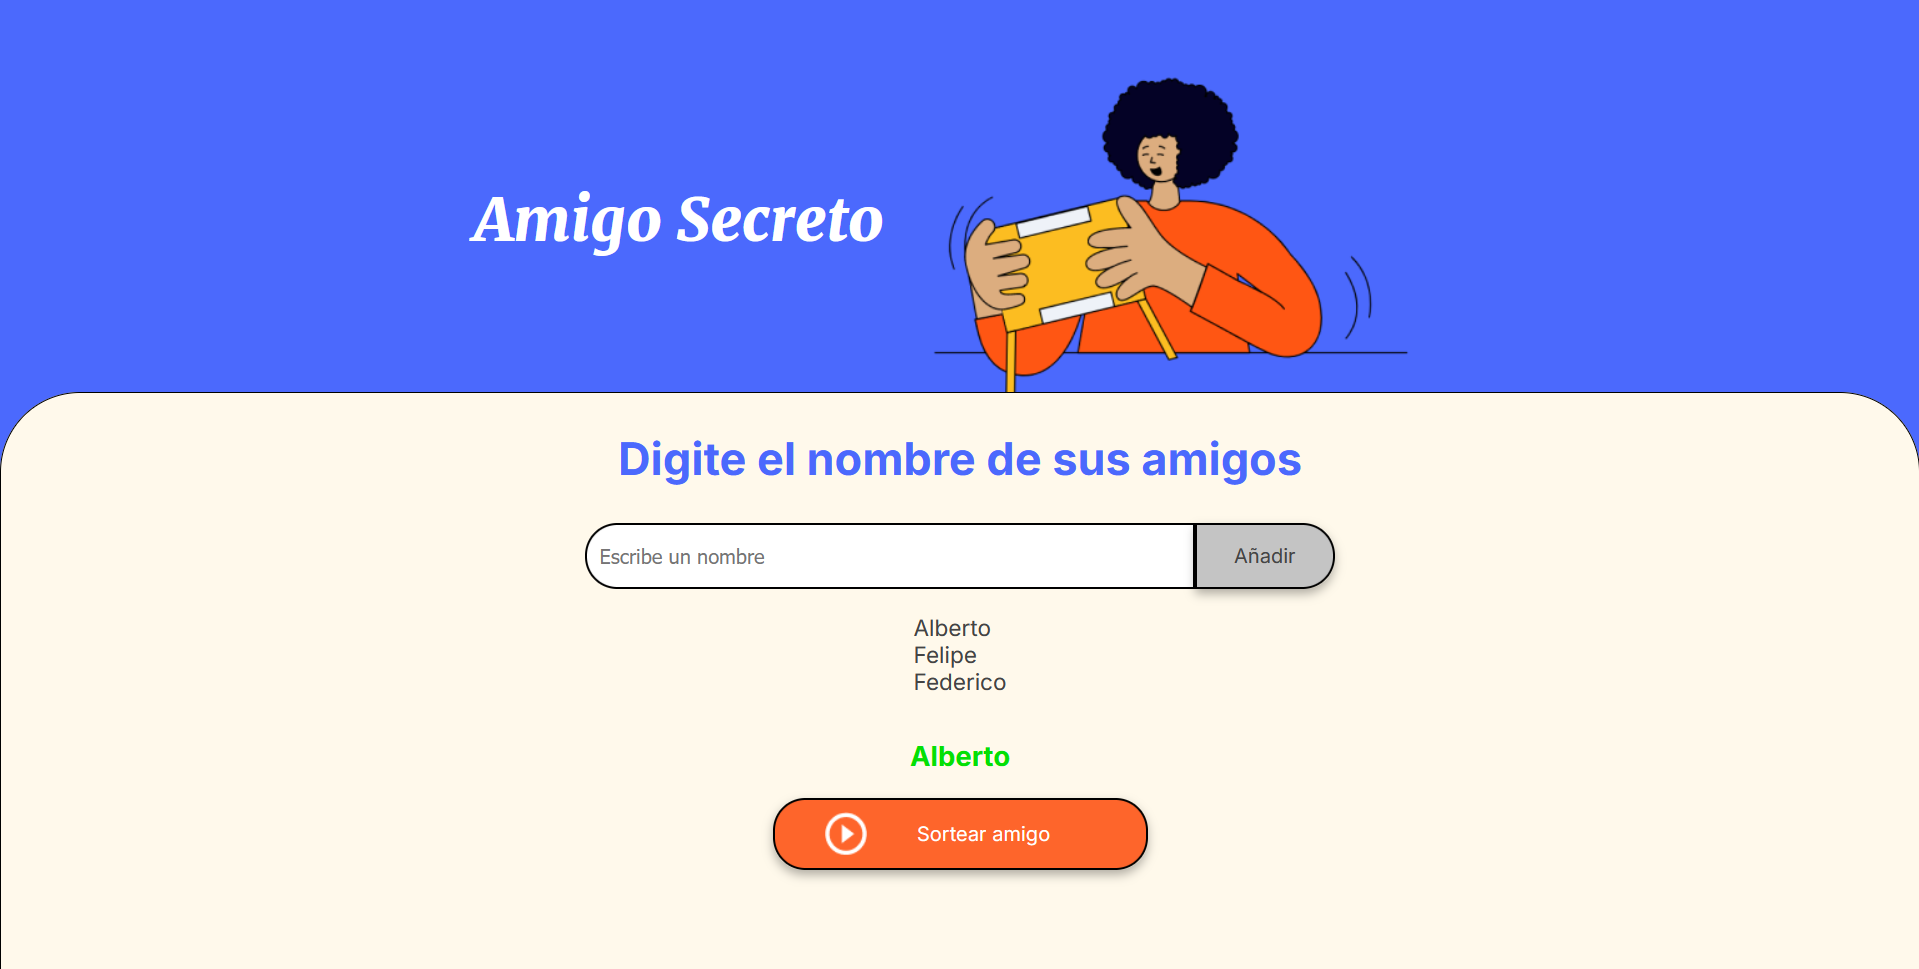 Amigo Secreto
Digite el nombre de sus amigos
Escribe un nombre
Añadir
Alberto
Felipe
Federico
Alberto
Sortear amigo